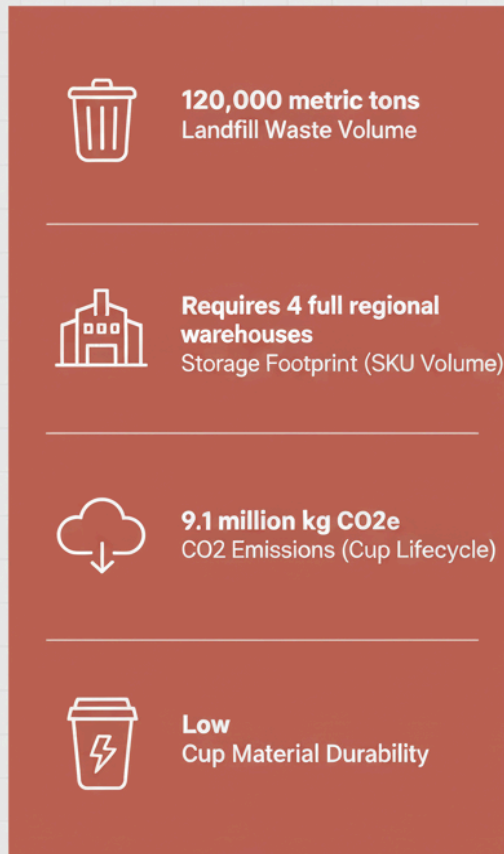 120,000 metric tons
Landfill Waste Volume
Requires 4 full regional
warehouses
Storage Footprint (SKU Volume)
9.1 million kg CO2e
CO2 Emissions (Cup Lifecycle)
Low
Cup Material Durability